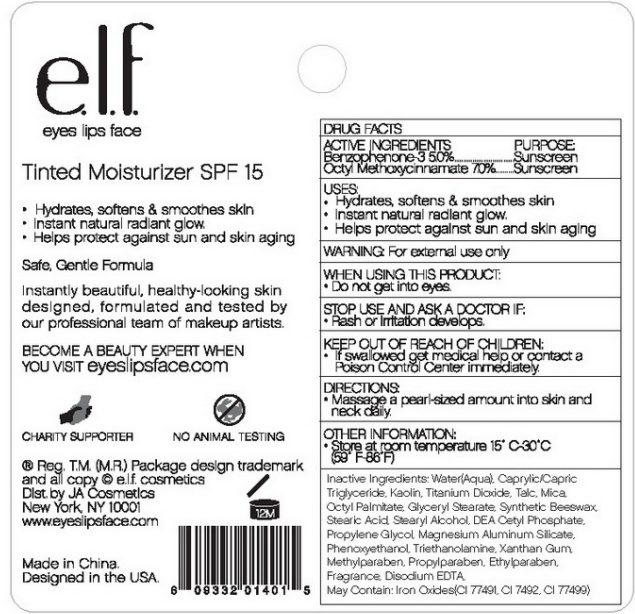 e.l.f.
eyes lips face
Tinted Moisturizer SPF 15
• Hydrates, softens & smoothes skin
• Instant natural radiant glow.
• Helps protect against sun and skin aging
Safe, Gentle Formula
Instantly beautiful, healthy-looking skin
designed, formulated and tested by
our professional team of makeup artists.
BECOME A BEAUTY EXPERT WHEN
YOU VISIT eyeslipsface.com
CHARITY SUPPORTER
NO ANIMAL TESTING
® Reg. T.M. (M.R.) Package design trademark
and all copy © e.l.f. cosmetics
Dist. by JA Cosmetics
New York, NY 10001
www.eyeslipsface.com
12M
Made in China.
Designed in the USA.
6 09332 01401 5
DRUG FACTS
ACTIVE INGREDIENTS PURPOSE:
Benzophenone-3 5.0%........................Sunscreen
Octyl Methoxycinnamate 7.0%......Sunscreen
USES:
• Hydrates, softens & smoothes skin
• Instant natural radiant glow.
• Helps protect against sun and skin aging
WARNING: For external use only
WHEN USING THIS PRODUCT:
• Do not get into eyes.
STOP USE AND ASK A DOCTOR IF:
• Rash or irritation develops.
KEEP OUT OF REACH OF CHILDREN:
• If swallowed get medical help or contact a
Poison Control Center immediately.
DIRECTIONS:
• Massage a pearl-sized amount into skin and
neck daily.
OTHER INFORMATION:
• Store at room temperature 15° C-30°C
(59° F-86°F)
Inactive Ingredients: Water(Aqua), Caprylic/Capric
Triglyceride, Kaolin, Titanium Dioxide, Talc, Mica,
Octyl Palmitate, Glyceryl Stearate, Synthetic Beeswax,
Stearic Acid, Stearyl Alcohol, DEA Cetyl Phosphate,
Propylene Glycol, Magnesium Aluminum Silicate,
Phenoxyethanol, Triethanolamine, Xanthan Gum,
Methylparaben, Propylparaben, Ethylparaben,
Fragrance, Disodium EDTA,
May Contain: Iron Oxides(CI 77491, CI 7492, CI 77499)